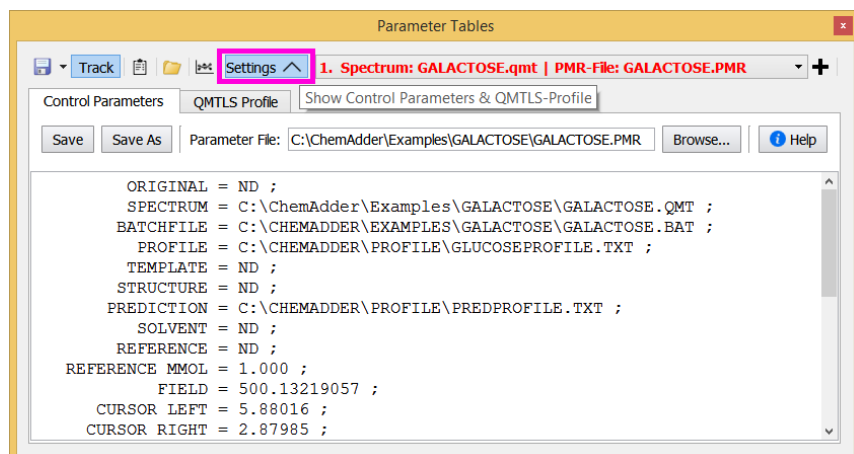 Parameter Tables
x
Track Settings 1. Spectrum: GALACTOSE.qmt | PMR-File: GALACTOSE.PMR
Control Parameters QMTLS Profile Show Control Parameters & QMTLS-Profile
Save Save As Parameter File: C:\ChemAdder\Examples\GALACTOSE\GALACTOSE.PMR Browse... i Help
ORIGINAL = ND ;
SPECTRUM = C:\ChemAdder\Examples\GALACTOSE\GALACTOSE.QMT ;
BATCHFILE = C:\CHEMADDER\EXAMPLES\GALACTOSE\GALACTOSE.BAT ;
PROFILE = C:\CHEMADDER\PROFILE\GLUCOSEPROFILE.TXT ;
TEMPLATE = ND ;
STRUCTURE = ND ;
PREDICTION = C:\CHEMADDER\PROFILE\PREDPROFILE.TXT ;
SOLVENT = ND ;
REFERENCE = ND ;
REFERENCE MMOL = 1.000 ;
FIELD = 500.13219057 ;
CURSOR LEFT = 5.88016 ;
CURSOR RIGHT = 2.87985 ;